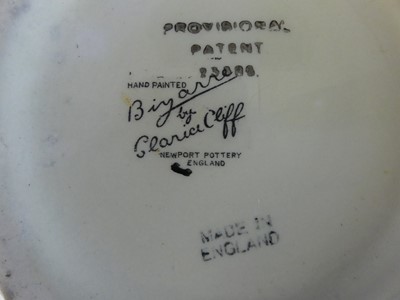 PROVISIONAL
PATENT
HAND PAINTED
Bizarre
by
Clarice Cliff
NEWPORT POTTERY
ENGLAND
MADE IN
ENGLAND